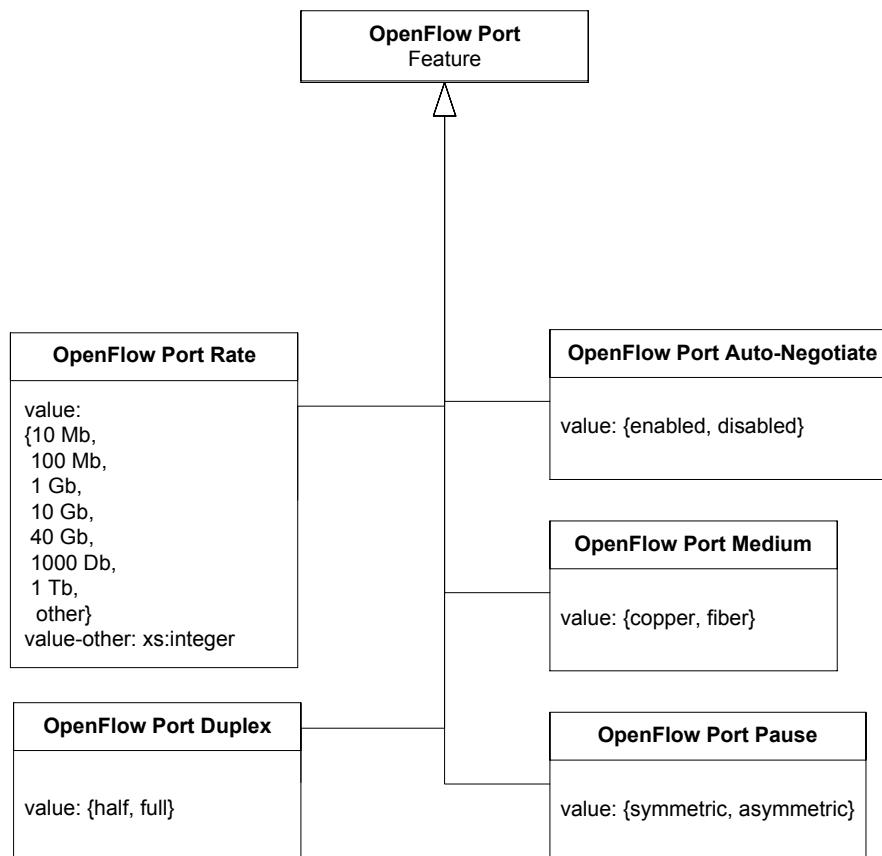 OpenFlow Port
Feature
OpenFlow Port Rate
value:
{10 Mb,
100 Mb,
1 Gb,
10 Gb,
40 Gb,
1000 Db,
1 Tb,
other}
value-other: xs:integer
OpenFlow Port Auto-Negotiate
value: {enabled, disabled}
OpenFlow Port Medium
value: {copper, fiber}
OpenFlow Port Duplex
value: {half, full}
OpenFlow Port Pause
value: {symmetric, asymmetric}